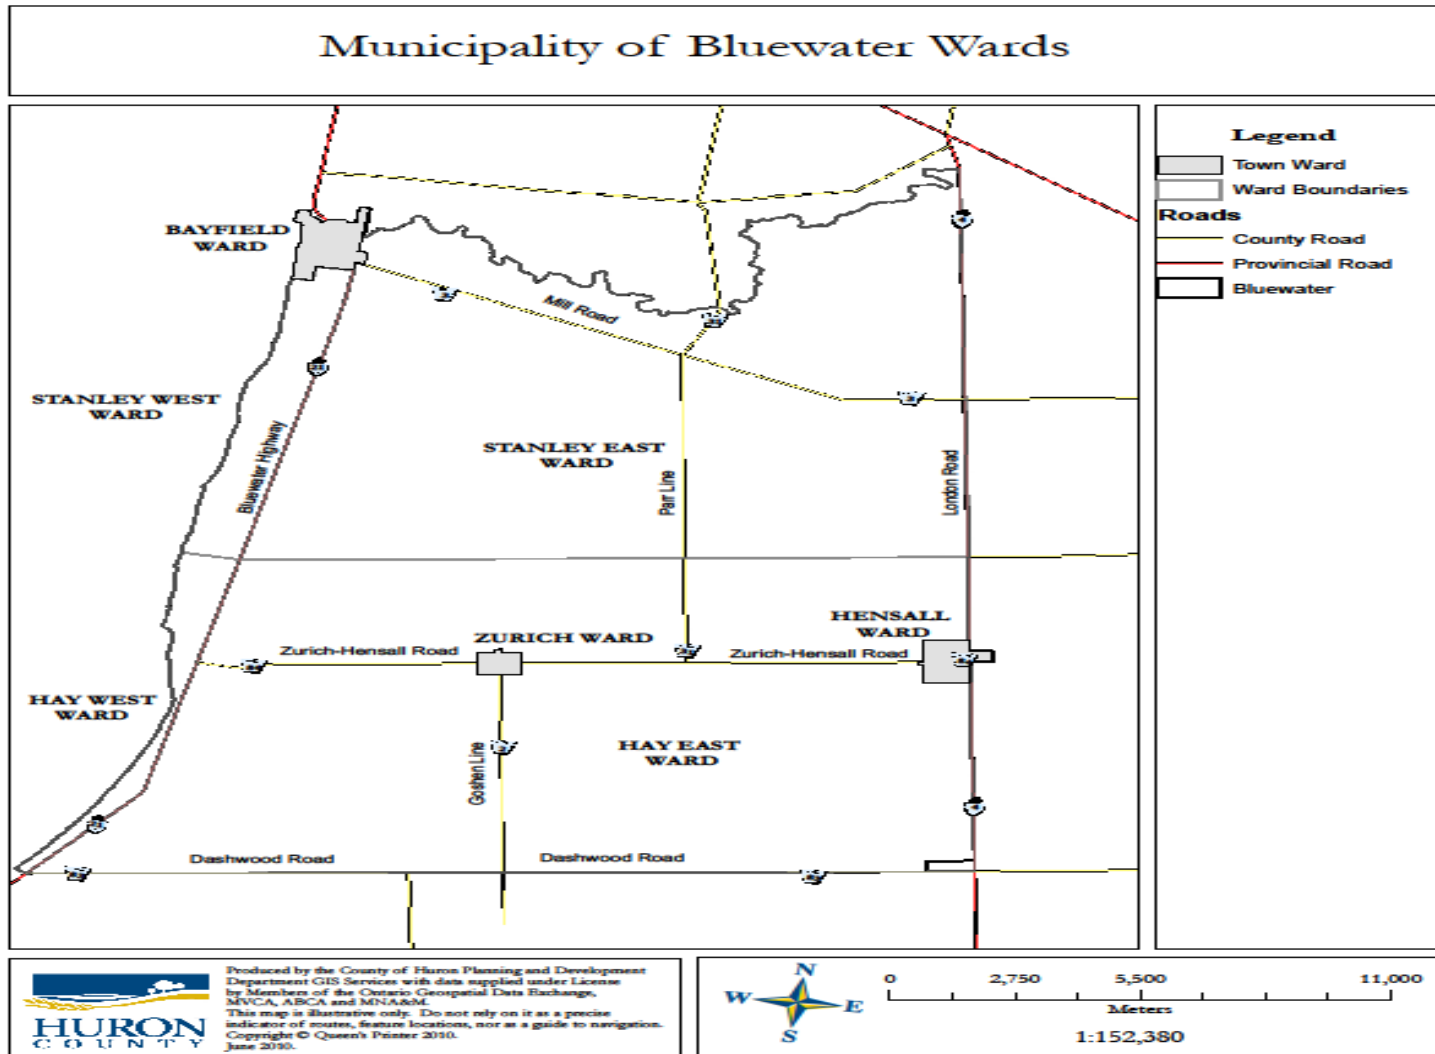 Municipality of Bluewater Wards
BAYFIELD
WARD
Mill Road
STANLEY WEST
WARD
Bluewater Highway
STANLEY EAST
WARD
Parr Line
London Road
HENSALL
WARD
ZURICH WARD
Zurich-Hensall Road
Zurich-Hensall Road
HAY WEST
WARD
HAY EAST
WARD
Goshen Line
Dashwood Road
Dashwood Road
Legend
Town Ward
Ward Boundaries
Roads
County Road
Provincial Road
Bluewater
HURON
COUNTY
Produced by the County of Huron Planning and Development
Department GIS Services with data supplied under License
by Members of the Ontario Geospatial Data Exchange,
MVCA, ABCA and MNA&M.
This map is illustrative only. Do not rely on it as a precise
indicator of routes, feature locations, nor as a guide to navigation.
Copyright © Queen's Printer 2010.
June 2010.
N
W
E
S
0 2,750 5,500 11,000
Meters
1:152,380